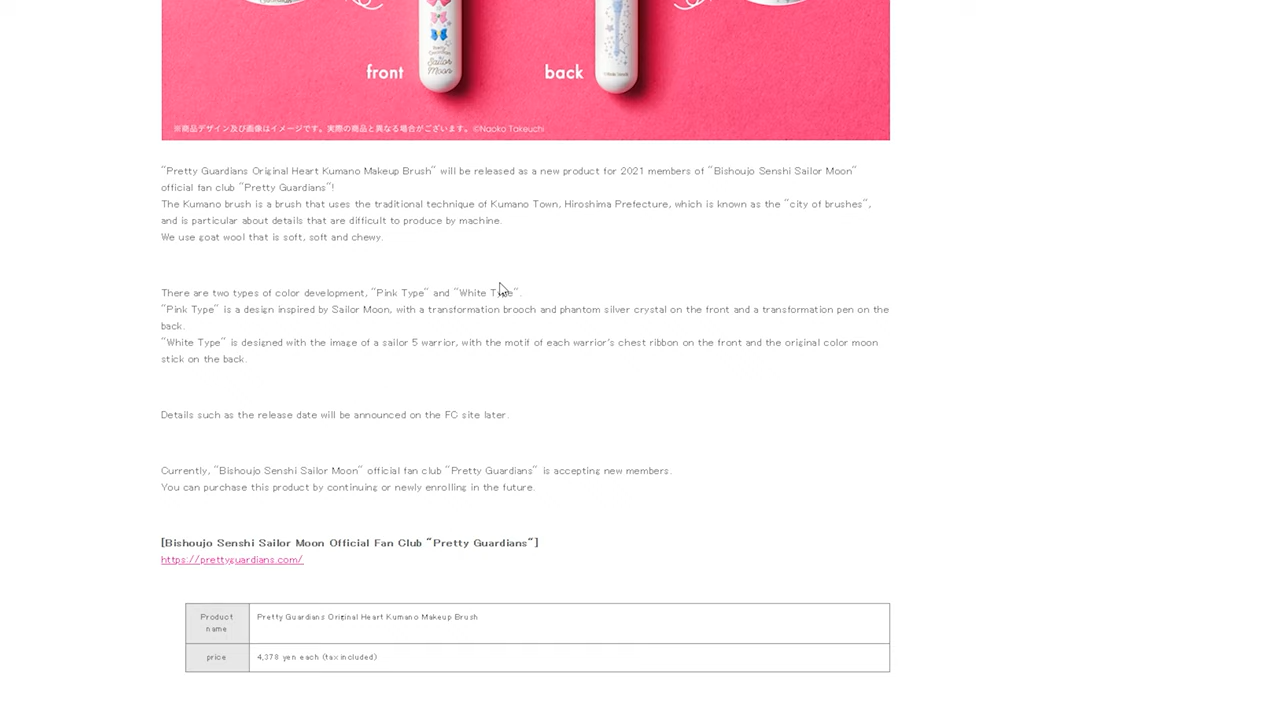 front
back
Pretty Guardian
Sailor
Moon
※商品デザイン及び画像はイメージです。実際の商品と異なる場合がございます。©Naoko Takeuchi
"Pretty Guardians Original Heart Kumano Makeup Brush" will be released as a new product for 2021 members of "Bishoujo Senshi Sailor Moon"
official fan club "Pretty Guardians"!
The Kumano brush is a brush that uses the traditional technique of Kumano Town, Hiroshima Prefecture, which is known as the "city of brushes",
and is particular about details that are difficult to produce by machine.
We use goat wool that is soft, soft and chewy.
There are two types of color development, "Pink Type" and "White Type".
"Pink Type" is a design inspired by Sailor Moon, with a transformation brooch and phantom silver crystal on the front and a transformation pen on the
back.
"White Type" is designed with the image of a sailor 5 warrior, with the motif of each warrior's chest ribbon on the front and the original color moon
stick on the back.
Details such as the release date will be announced on the FC site later.
Currently, "Bishoujo Senshi Sailor Moon" official fan club "Pretty Guardians" is accepting new members.
You can purchase this product by continuing or newly enrolling in the future.
[Bishoujo Senshi Sailor Moon Official Fan Club "Pretty Guardians"]
https://prettyguardians.com/
Product name Pretty Guardians Original Heart Kumano Makeup Brush
price 4,378 yen each (tax included)